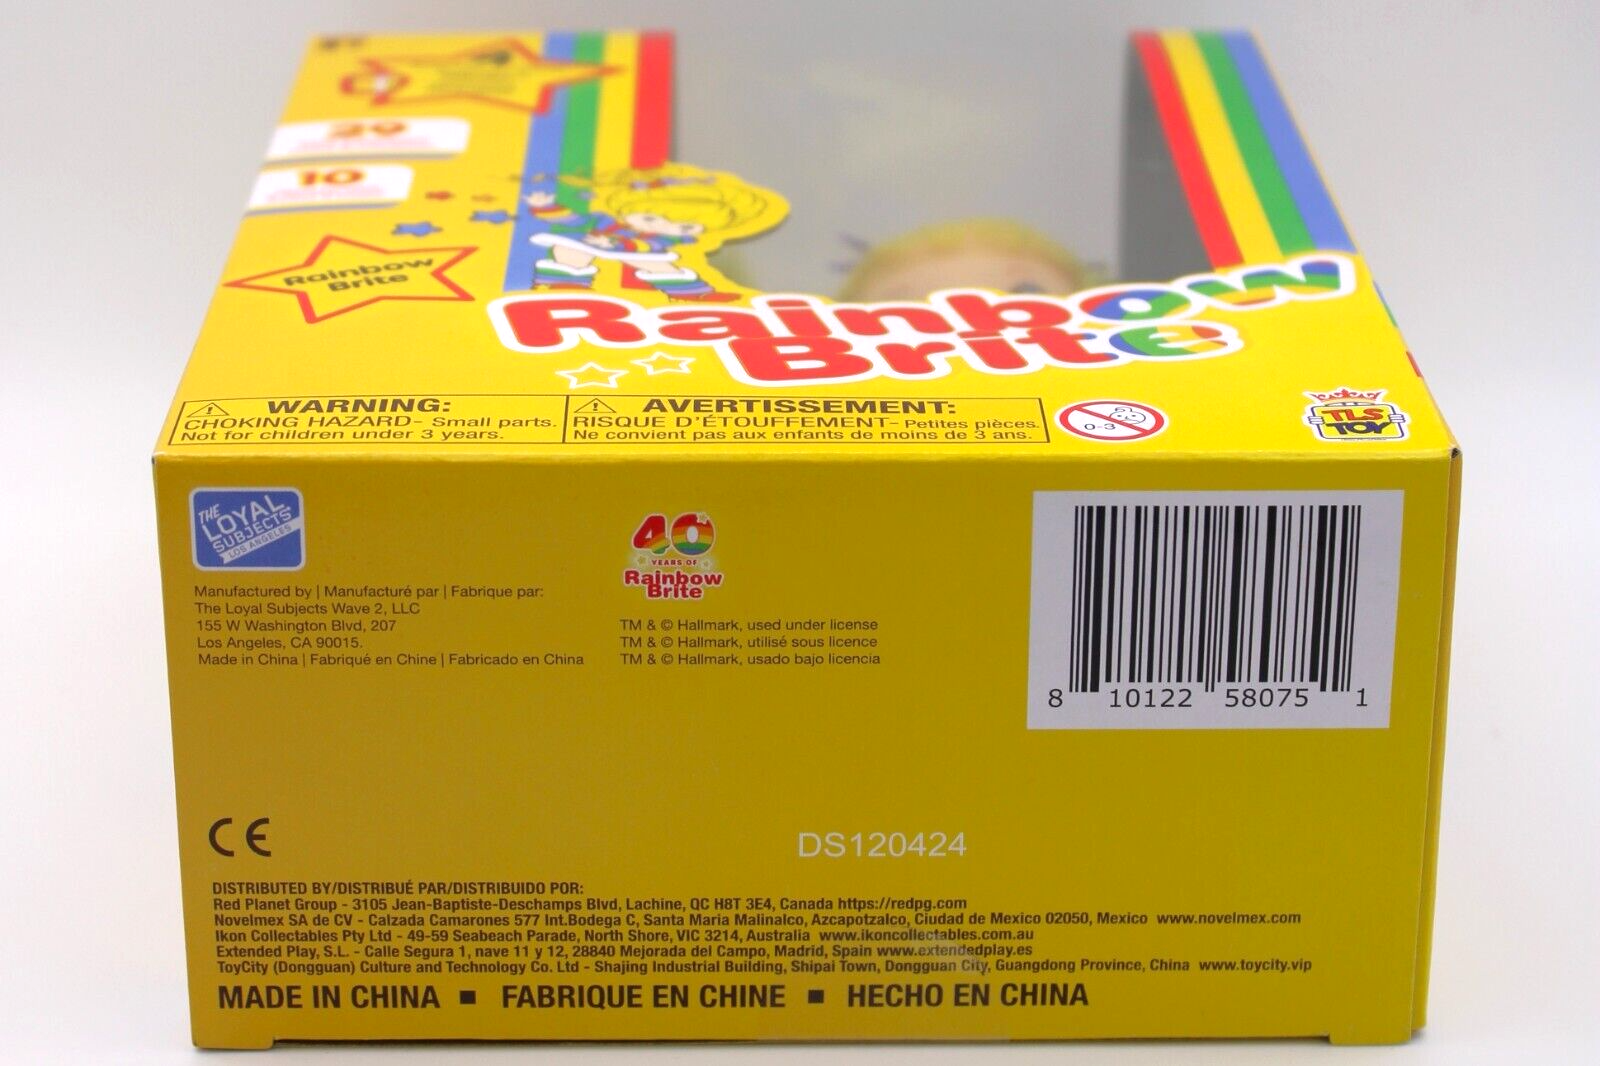 29
10
Rainbow
Brite
Rainbow
Brite
WARNING:
CHOKING HAZARD- Small parts.
Not for children under 3 years.
AVERTISSEMENT:
RISQUE D'ÉTOUFFEMENT- Petites pièces.
Ne convient pas aux enfants de moins de 3 ans.
0-3
TLS
TOY
THE
LOYAL
SUBJECTS
LOS ANGELES
Manufactured by | Manufacturé par | Fabrique par:
The Loyal Subjects Wave 2, LLC
155 W Washington Blvd, 207
Los Angeles, CA 90015.
Made in China | Fabriqué en Chine | Fabricado en China
40
YEARS OF
Rainbow
Brite
TM & © Hallmark, used under license
TM & © Hallmark, utilisé sous licence
TM & © Hallmark, usado bajo licencia
8 10122 58075 1
CE
DS120424
DISTRIBUTED BY/DISTRIBUÉ PAR/DISTRIBUIDO POR:
Red Planet Group - 3105 Jean-Baptiste-Deschamps Blvd, Lachine, QC H8T 3E4, Canada https://redpg.com
Novelmex SA de CV - Calzada Camarones 577 Int.Bodega C, Santa Maria Malinalco, Azcapotzalco, Ciudad de Mexico 02050, Mexico www.novelmex.com
Ikon Collectables Pty Ltd - 49-59 Seabeach Parade, North Shore, VIC 3214, Australia www.ikoncollectables.com.au
Extended Play, S.L. - Calle Segura 1, nave 11 y 12, 28840 Mejorada del Campo, Madrid, Spain www.extendedplay.es
ToyCity (Dongguan) Culture and Technology Co. Ltd - Shajing Industrial Building, Shipai Town, Dongguan City, Guangdong Province, China www.toycity.vip
MADE IN CHINA ■ FABRIQUE EN CHINE ■ HECHO EN CHINA